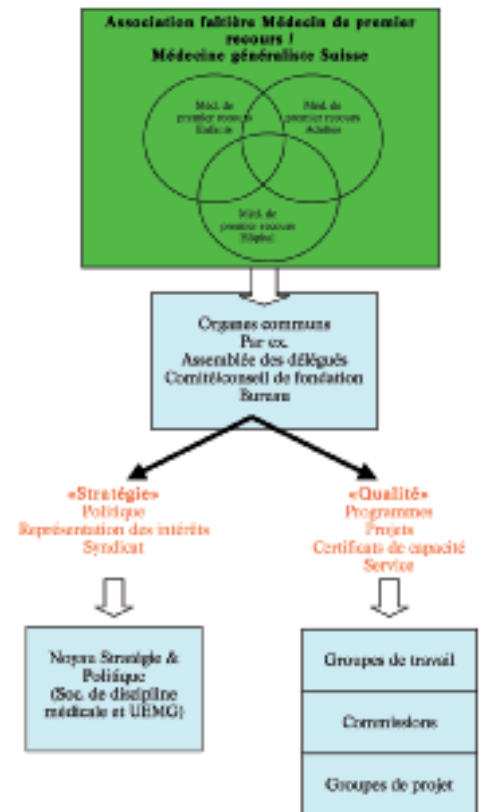 Association faîtière Médecin de premier
recours /
Médecine généraliste Suisse
Méd. de
premier recours
Enfants
Méd. de
premier recours
Adultes
Méd. de
premier recours
Hôpital
Organes communs
Par ex.
Assemblée des délégués
Comité/conseil de fondation
Bureau
«Stratégie»
Politique
Représentation des intérêts
Syndicat
«Qualité»
Programmes
Projets
Certificats de capacité
Service
Noyau Stratégie &
Politique
(Soc. de discipline
médicale et UEMG)
Groupes de travail
Commissions
Groupes de projet